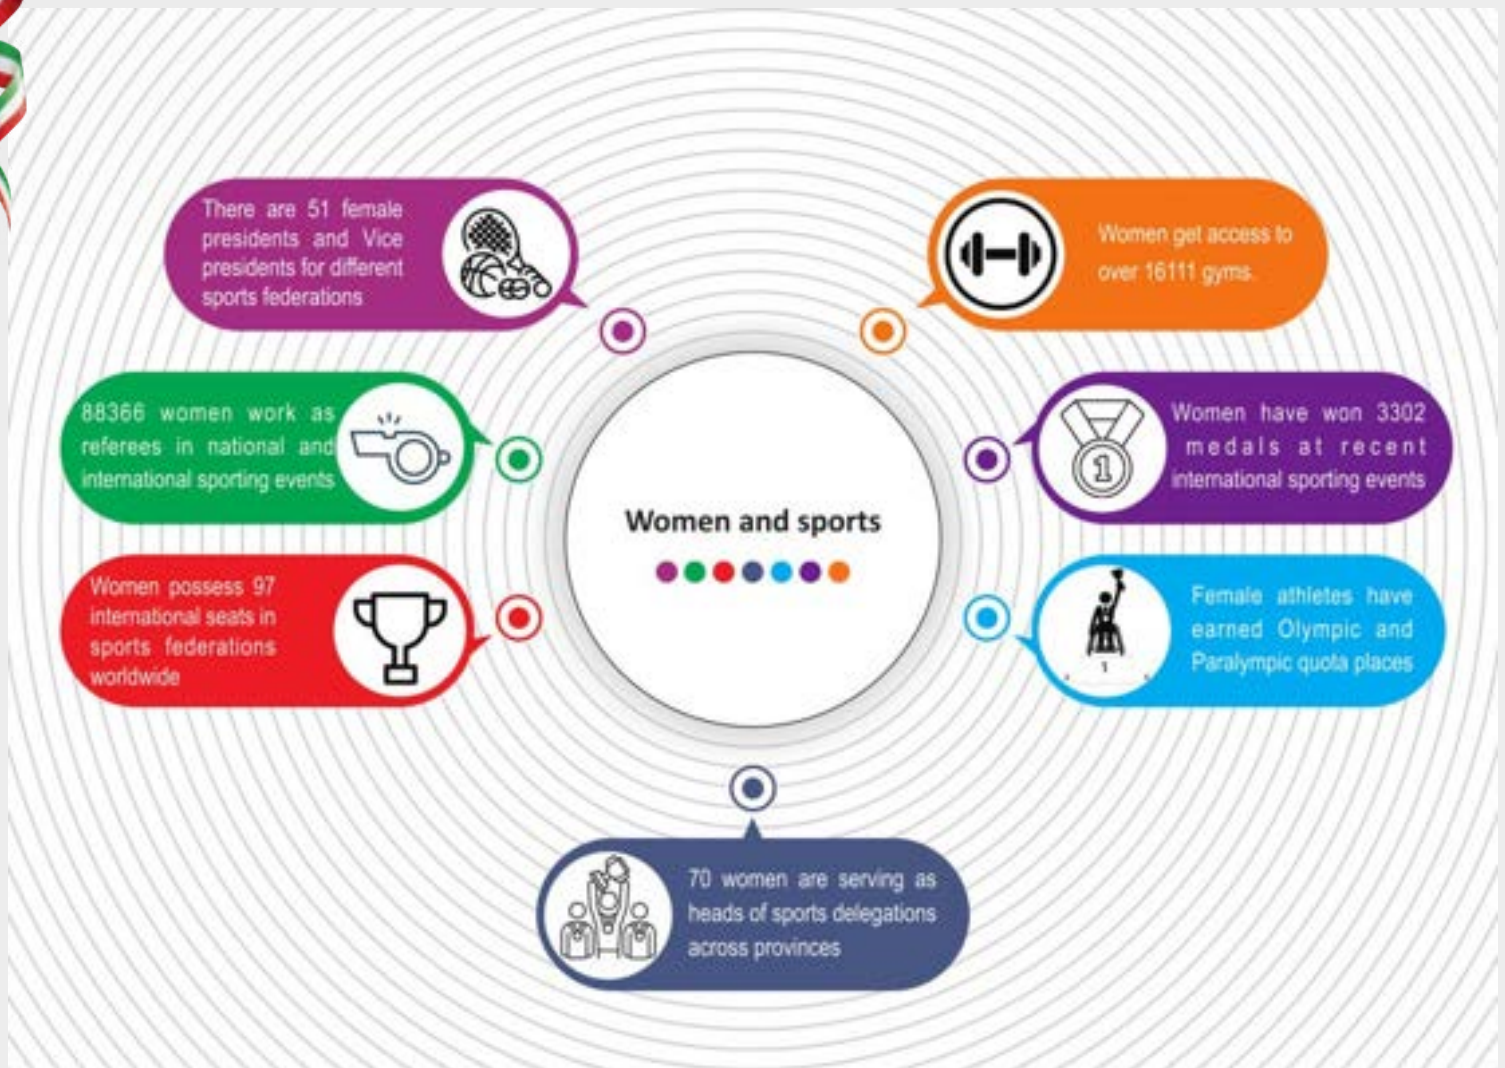 There are 51 female
presidents and Vice
presidents for different
sports federations
Women get access to
over 16111 gyms.
88366 women work as
referees in national and
international sporting events
Women have won 3302
medals at recent
international sporting events
1
Women and sports
Women possess 97
international seats in
sports federations
worldwide
Female athletes have
earned Olympic and
Paralympic quota places
1
70 women are serving as
heads of sports delegations
across provinces